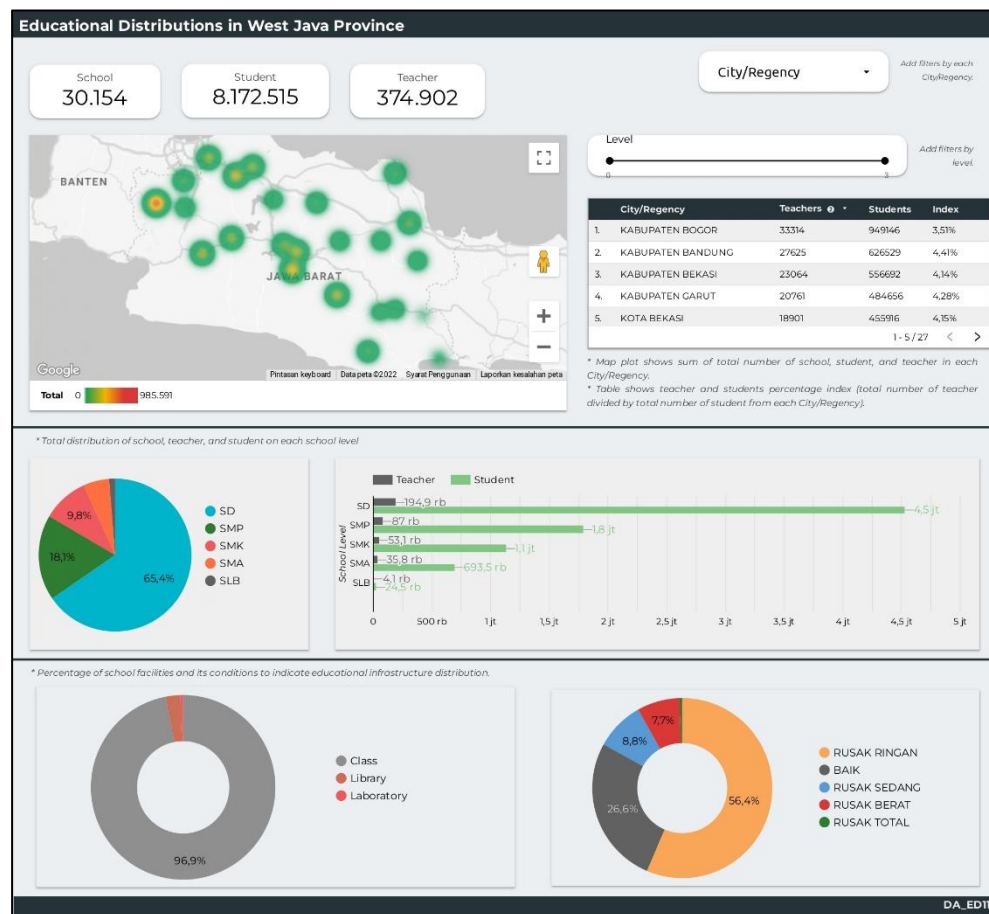 Educational Distributions in West Java Province
School
30.154
Student
8.172.515
Teacher
374.902
City/Regency
Add filters by each
City/Regency.
BANTEN
JAWA BARAT
Google
Pintasan keyboard
Data peta ©2022
Syarat Penggunaan
Laporkan kesalahan peta
Total 0 985.591
Level
0 3
Add filters by
level.
City/Regency Teachers Students Index
1. KABUPATEN BOGOR 33314 949146 3,51%
2. KABUPATEN BANDUNG 27625 626529 4,41%
3. KABUPATEN BEKASI 23064 556692 4,14%
4. KABUPATEN GARUT 20761 484656 4,28%
5. KOTA BEKASI 18901 455916 4,15%
1 - 5 / 27 < >
* Map plot shows sum of total number of school, student, and teacher in each
City/Regency.
* Table shows teacher and students percentage index (total number of teacher
divided by total number of student from each City/Regency).
* Total distribution of school, teacher, and student on each school level
9,8%
18,1%
65,4%
SD
SMP
SMK
SMA
SLB
Teacher Student
School Level
SD 194,9 rb 4,5 jt
SMP 87 rb 1,8 jt
SMK 53,1 rb 1,1 jt
SMA 35,8 rb 693,5 rb
SLB 4,1 rb 24,5 rb
0 500 rb 1 jt 1,5 jt 2 jt 2,5 jt 3 jt 3,5 jt 4 jt 4,5 jt 5 jt
* Percentage of school facilities and its conditions to indicate educational infrastructure distribution.
96,9%
Class
Library
Laboratory
7,7%
8,8%
26,6%
56,4%
RUSAK RINGAN
BAIK
RUSAK SEDANG
RUSAK BERAT
RUSAK TOTAL